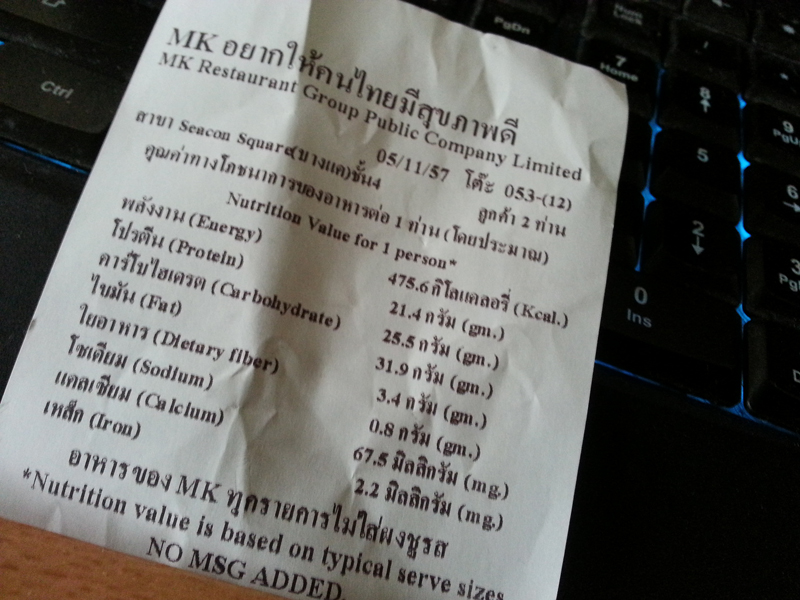 MK อยากให้คนไทยมีสุขภาพดี
MK Restaurant Group Public Company Limited
สาขา Seacon Square(บางแค)ชั้น4 05/11/57 โต๊ะ 053-(12)
ลูกค้า 2 ท่าน
คุณค่าทางโภชนาการของอาหารต่อ 1 ท่าน (โดยประมาณ)
Nutrition Value for 1 person*
พลังงาน (Energy) 475.6 กิโลแคลอรี่ (Kcal.)
โปรตีน (Protein) 21.4 กรัม (gm.)
คาร์โบไฮเดรต (Carbohydrate) 25.5 กรัม (gm.)
ไขมัน (Fat) 31.9 กรัม (gm.)
ใยอาหาร (Dietary fiber) 3.4 กรัม (gm.)
โซเดียม (Sodium) 0.8 กรัม (gm.)
แคลเซียม (Calcium) 67.5 มิลลิกรัม (mg.)
เหล็ก (Iron) 2.2 มิลลิกรัม (mg.)
อาหารของ MK ทุกรายการไม่ใส่ผงชูรส
*Nutrition value is based on typical serve sizes
NO MSG ADDED.
Ctrl
PgDn
Num
Lock
7
Home
8
9
PgU
5
6
2
3
0
Ins